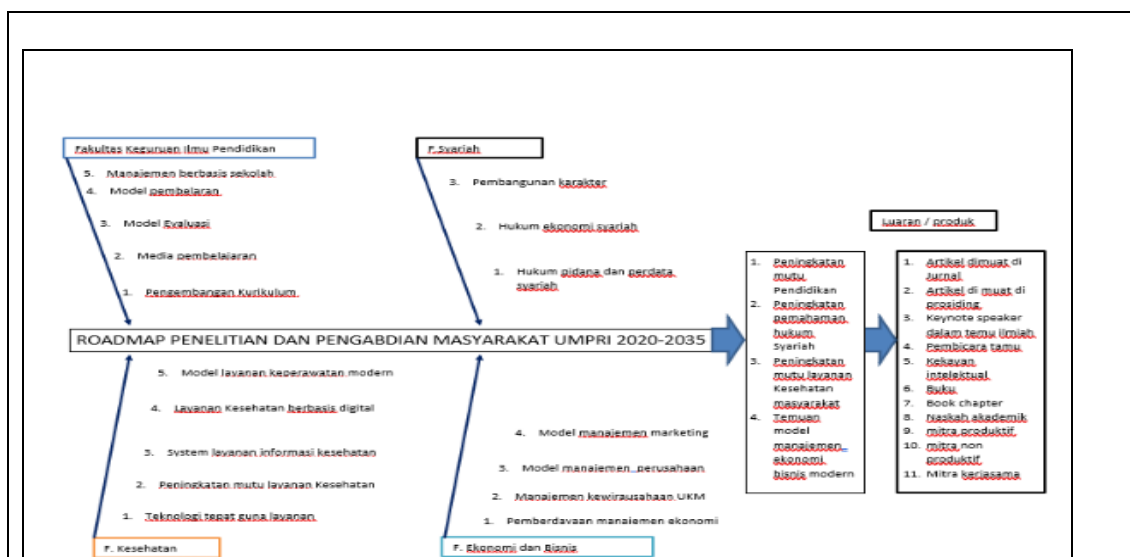 Fakultas Keguruan Ilmu Pendidikan
5. Manajemen berbasis sekolah
4. Model pembelaran
3. Model Evaluasi
2. Media pembelajaran
1. Pengembangan Kurikulum
F.Syariah
3. Pembangunan karakter
2. Hukum ekonomi syariah
1. Hukum pidana dan perdata
syariah
ROADMAP PENELITIAN DAN PENGABDIAN MASYARAKAT UMPRI 2020-2035
5. Model layanan keperawatan modern
4. Layanan Kesehatan berbasis digital
3. System layanan informasi kesehatan
2. Peningkatan mutu layanan Kesehatan
1. Teknologi tepat guna layanan
F. Kesehatan
4. Model manajemen marketing
3. Model manajemen perusahaan
2. Manajemen kewirausahaan UKM
1. Pemberdayaan manajemen ekonomi
F. Ekonomi dan Bisnis
1. Peningkatan
mutu
Pendidikan
2. Peningkatan
pemahaman
hukum
Syariah
3. Peningkatan
mutu layanan
Kesehatan
masyarakat
4. Temuan
model
manajemen
ekonomi
bisnis modern
Luaran / produk
1. Artikel dimuat di
Jurnal
2. Artikel di muat di
prosiding
3. Keynote speaker
dalam temu ilmiah
4. Pembicara tamu
5. Kekayan
intelektual
6. Buku
7. Book chapter
8. Naskah akademik
9. mitra produktif
10. mitra non
produktif
11. Mitra kerjasama